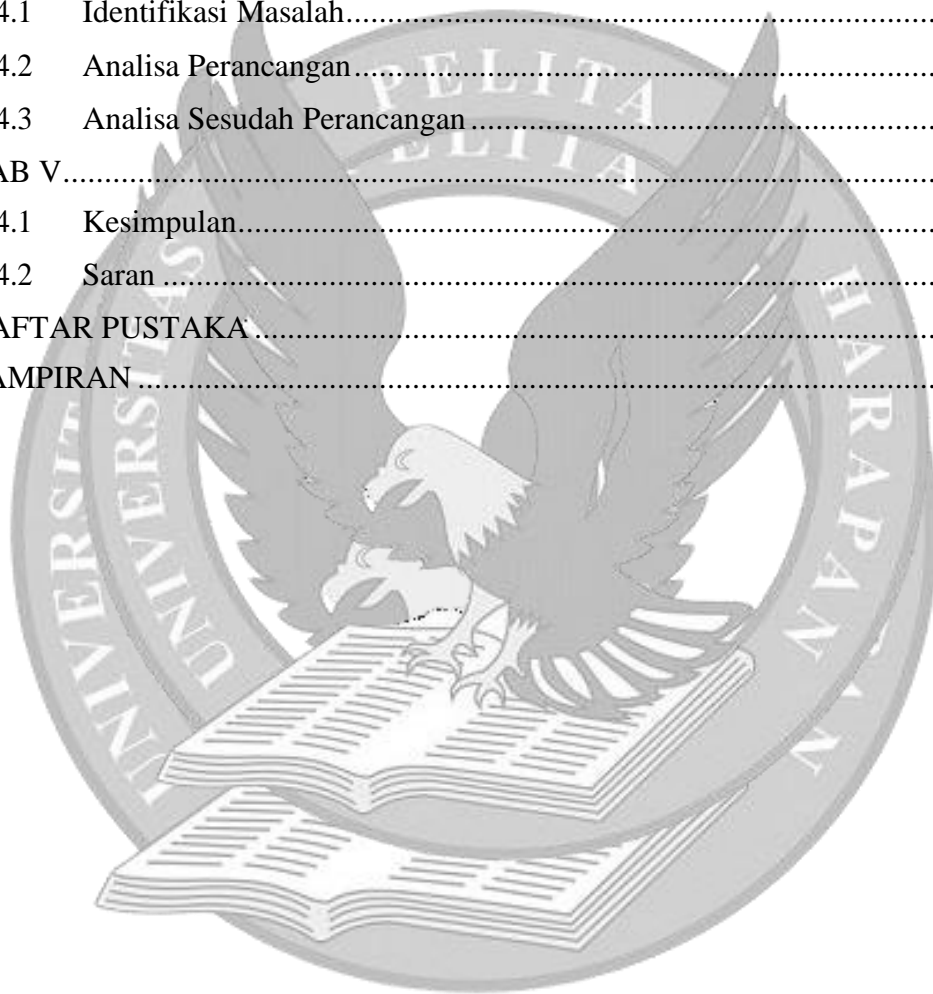 4.1 Identifikasi Masalah
4.2 Analisa Perancangan
4.3 Analisa Sesudah Perancangan
AB V
4.1 Kesimpulan
4.2 Saran
AFTAR PUSTAKA
AMPIRAN
UNIVERSITAS PELITA HARAPAN
UNIVERSITAS PELITA